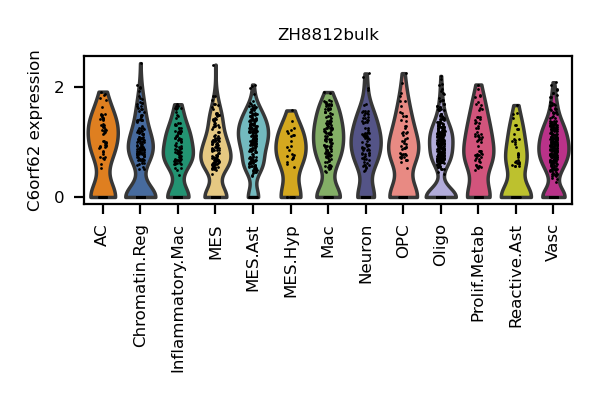 ZH8812bulk
C6orf62 expression
2
0
AC
Chromatin.Reg
Inflammatory.Mac
MES
MES.Ast
MES.Hyp
Mac
Neuron
OPC
Oligo
Prolif.Metab
Reactive.Ast
Vasc